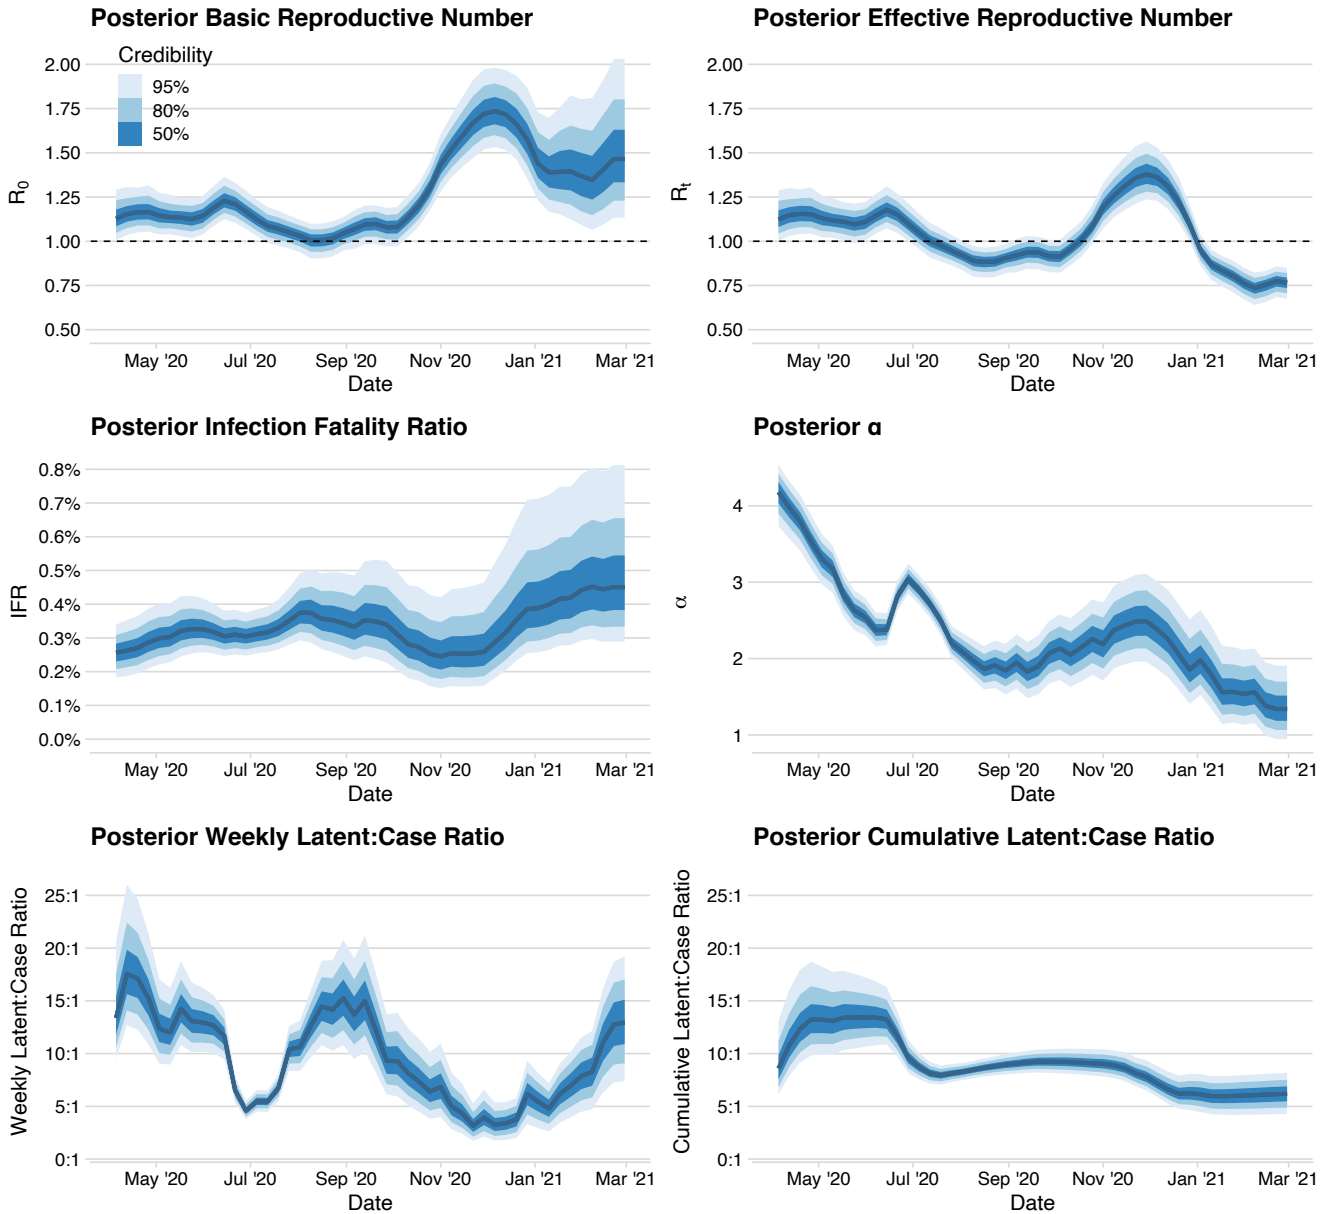 Posterior Basic Reproductive Number
Credibility
95%
80%
50%
R0
2.00
1.75
1.50
1.25
1.00
0.75
0.50
May '20 Jul '20 Sep '20 Nov '20 Jan '21 Mar '21
Date
Posterior Effective Reproductive Number
Rt
2.00
1.75
1.50
1.25
1.00
0.75
0.50
May '20 Jul '20 Sep '20 Nov '20 Jan '21 Mar '21
Date
Posterior Infection Fatality Ratio
IFR
0.8%
0.7%
0.6%
0.5%
0.4%
0.3%
0.2%
0.1%
0.0%
May '20 Jul '20 Sep '20 Nov '20 Jan '21 Mar '21
Date
Posterior α
α
4
3
2
1
May '20 Jul '20 Sep '20 Nov '20 Jan '21 Mar '21
Date
Posterior Weekly Latent:Case Ratio
Weekly Latent:Case Ratio
25:1
20:1
15:1
10:1
5:1
0:1
May '20 Jul '20 Sep '20 Nov '20 Jan '21 Mar '21
Date
Posterior Cumulative Latent:Case Ratio
Cumulative Latent:Case Ratio
25:1
20:1
15:1
10:1
5:1
0:1
May '20 Jul '20 Sep '20 Nov '20 Jan '21 Mar '21
Date